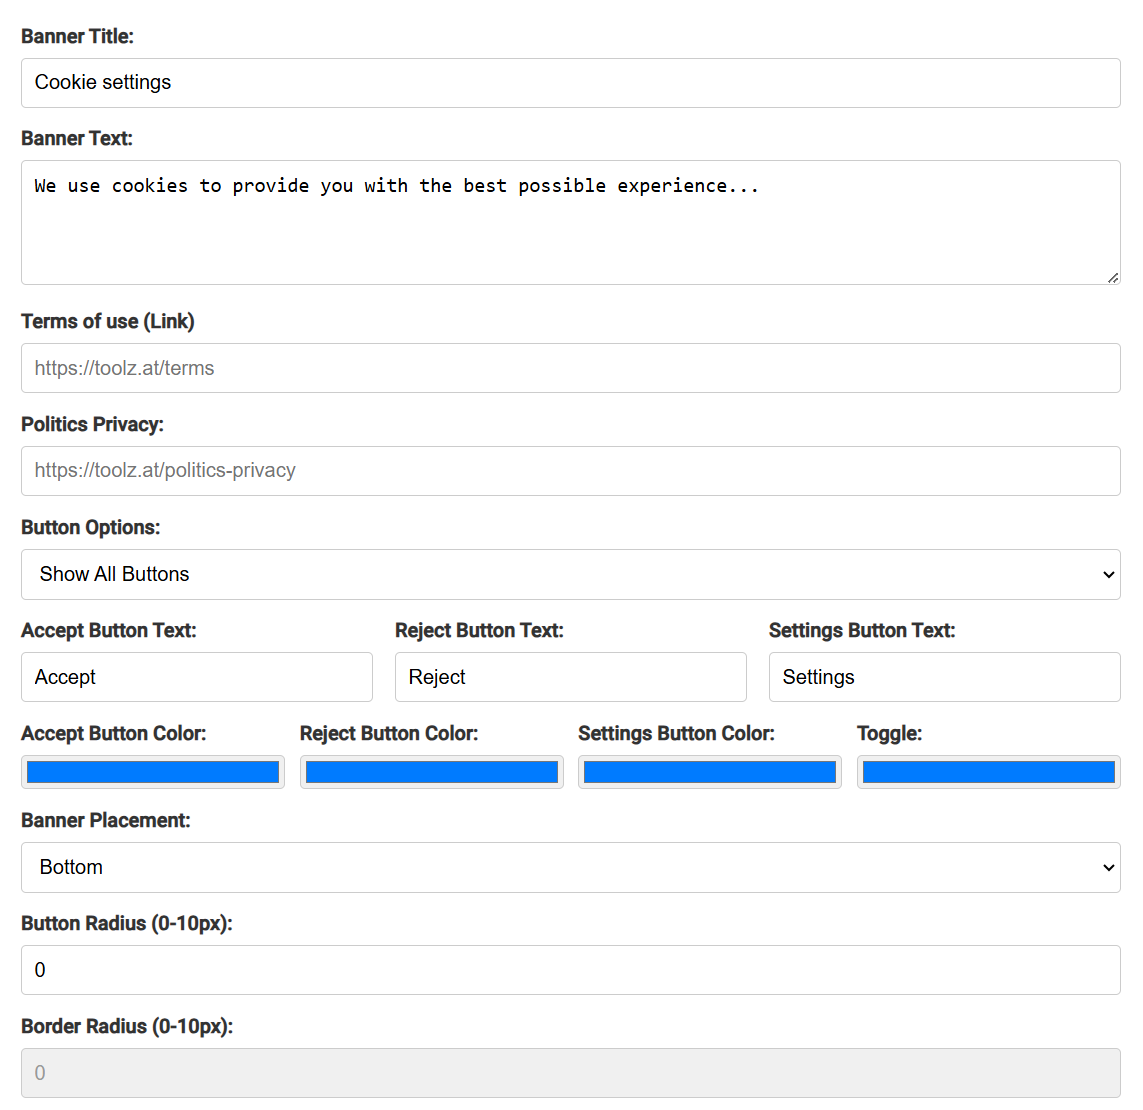 Banner Title:
Cookie settings
Banner Text:
We use cookies to provide you with the best possible experience...
Terms of use (Link)
https://toolz.at/terms
Politics Privacy:
https://toolz.at/politics-privacy
Button Options:
Show All Buttons
Accept Button Text: Reject Button Text: Settings Button Text:
Accept Reject Settings
Accept Button Color: Reject Button Color: Settings Button Color: Toggle:
Banner Placement:
Bottom
Button Radius (0-10px):
0
Border Radius (0-10px):
0